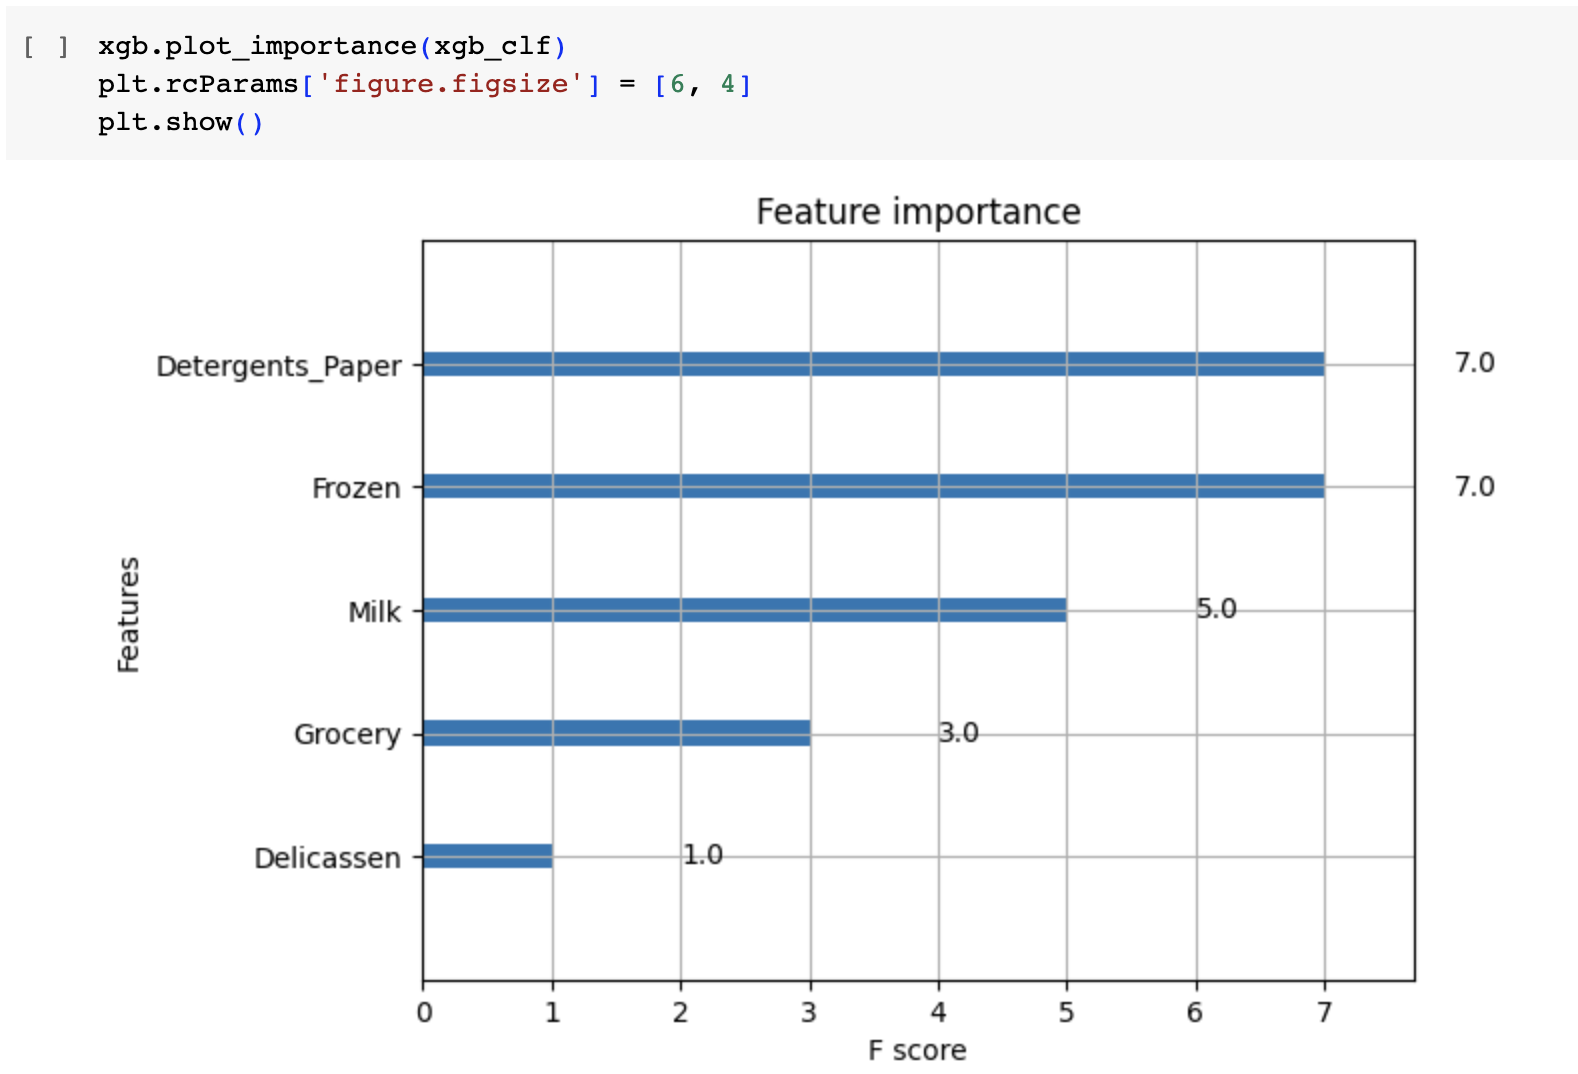 [ ] xgb.plot_importance(xgb_clf)
plt.rcParams['figure.figsize'] = [6, 4]
plt.show()
Feature importance
Detergents_Paper 7.0
Frozen 7.0
Milk 5.0
Grocery 3.0
Delicassen 1.0
Features
0 1 2 3 4 5 6 7
F score